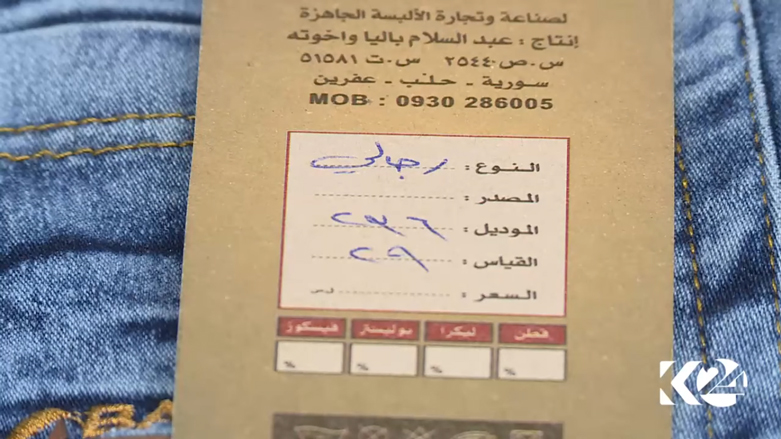 لصناعة وتجارة الألبسة الجاهزة
إنتاج : عبد السلام باليا واخوته
س.ص ٢٥٤٤ س.ت ٥١٥٨١
سورية - حلب - عفرين
MOB : 0930 286005
النوع : رجالي
المصدر :
الموديل :
القياس : ٢٩
السعر : ل.س
قطن ليكرا بوليستر فيسكوز
% % % %
K24